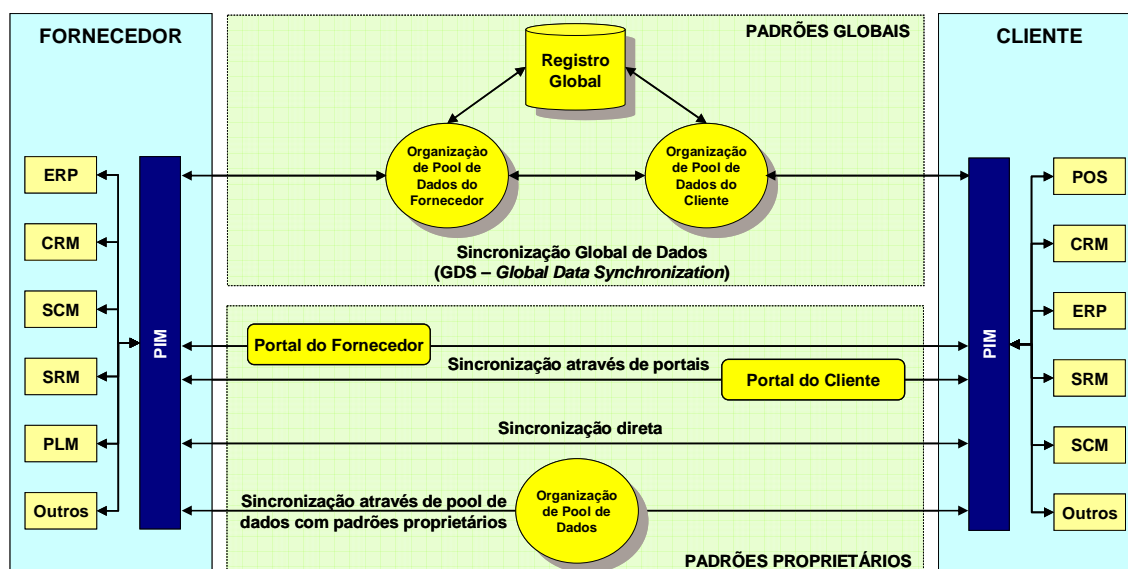 FORNECEDOR
PADRÕES GLOBAIS
CLIENTE
Registro
Global
Organizaçào
de Pool de
Dados do
Fornecedor
Organização
de Pool de
Dados do
Cliente
Sincronização Global de Dados
(GDS – Global Data Synchronization)
ERP
CRM
SCM
SRM
PLM
Outros
PIM
Portal do Fornecedor
Sincronização através de portais
Portal do Cliente
Sincronização direta
Sincronização através de pool de
dados com padrões proprietários
Organização
de Pool de
Dados
PADRÕES PROPRIETÁRIOS
PIM
POS
CRM
ERP
SRM
SCM
Outros